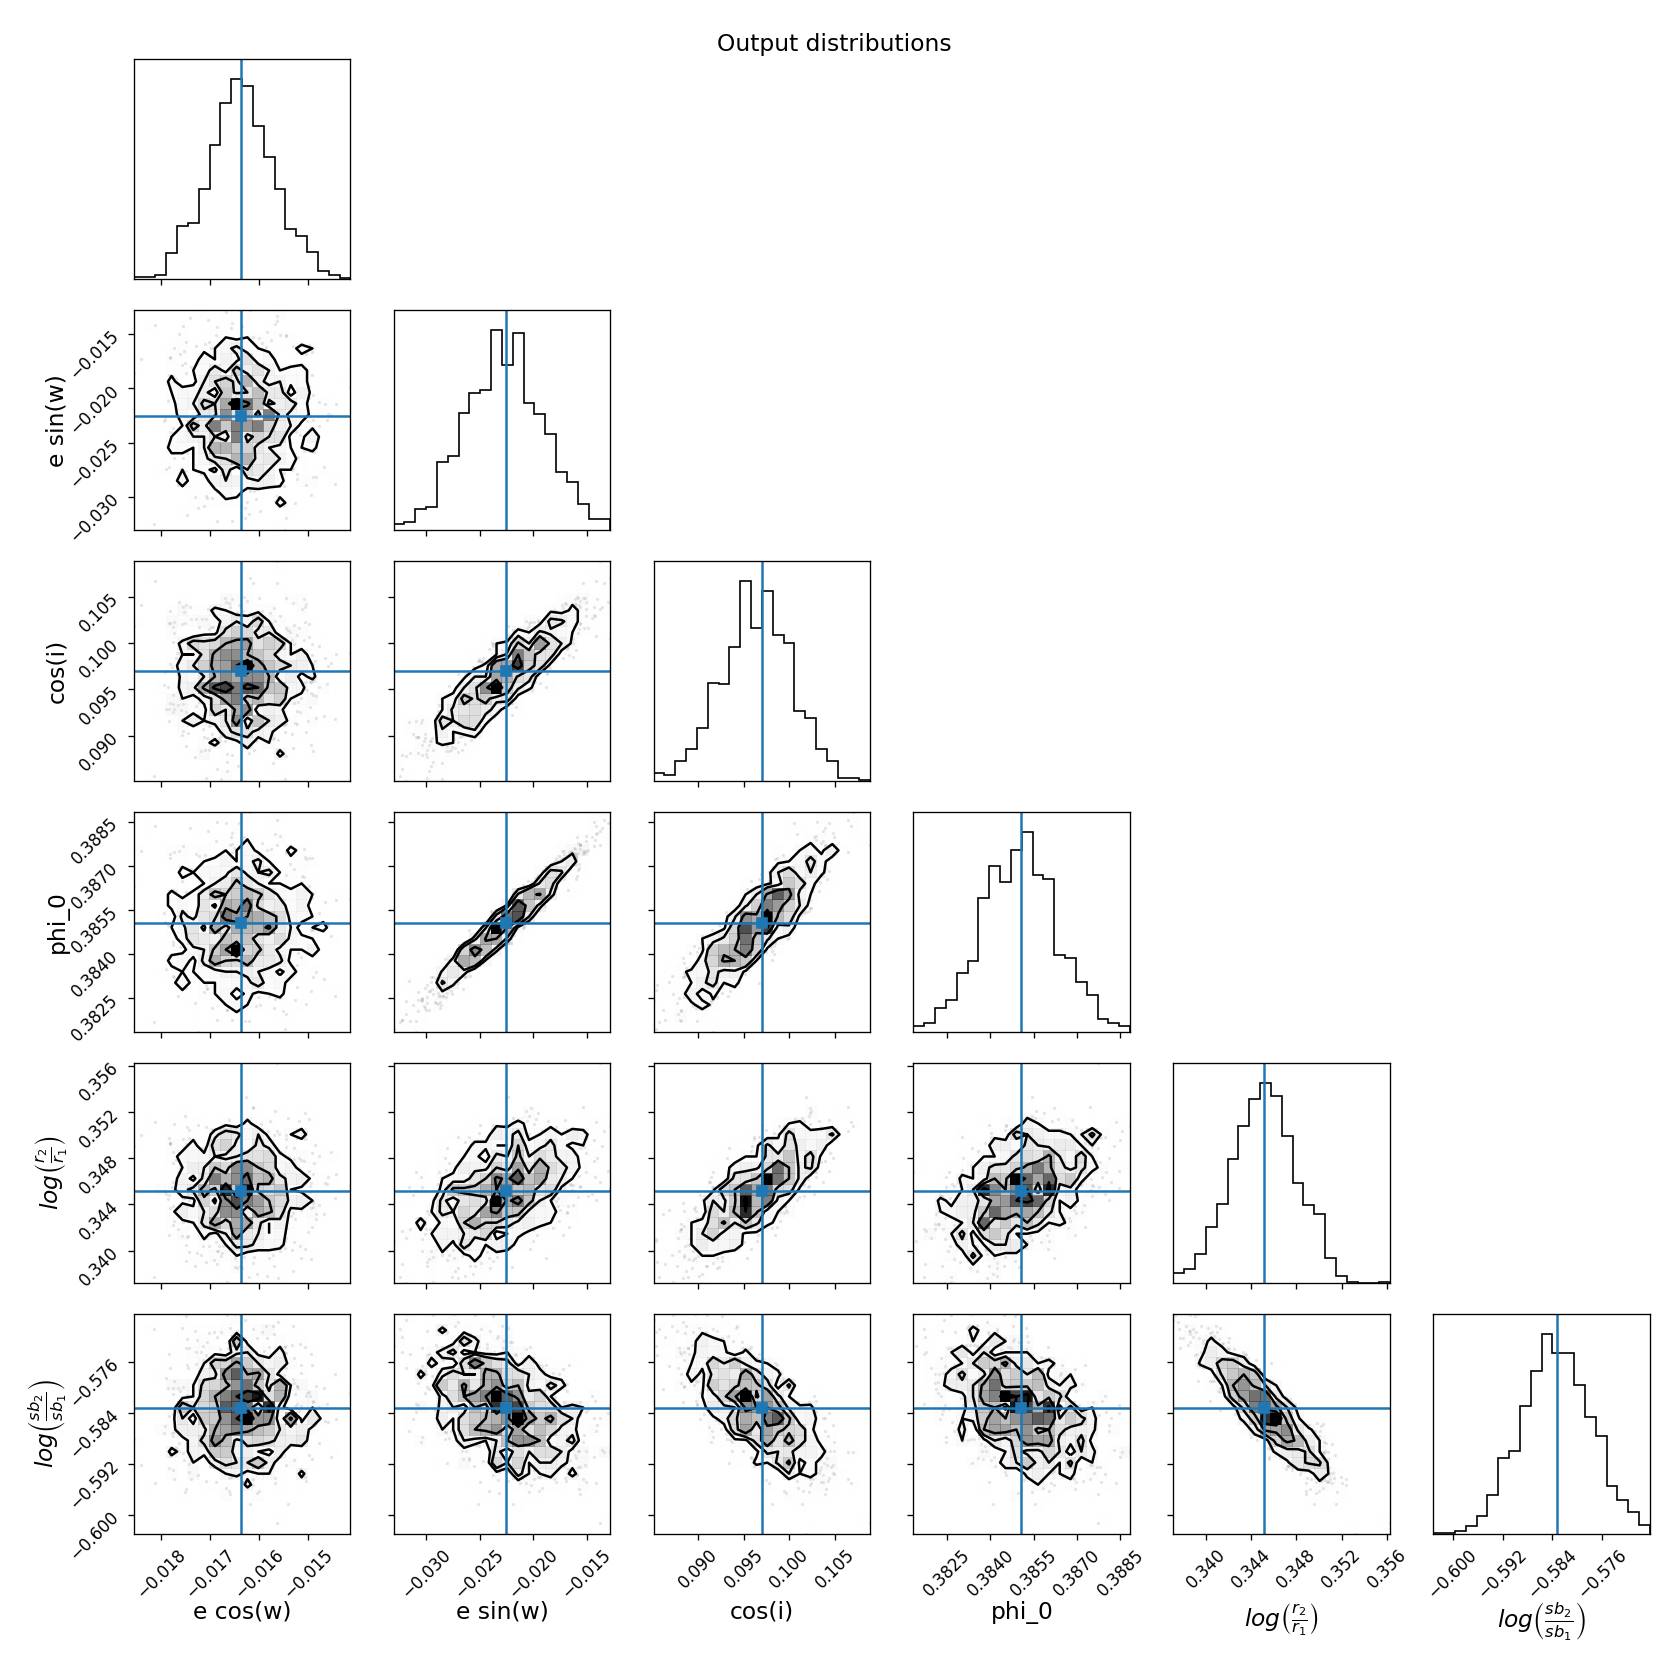 Output distributions
e sin(w)
−0.015
−0.020
−0.025
−0.030
cos(i)
0.105
0.100
0.095
0.090
phi_0
0.3885
0.3870
0.3855
0.3840
0.3825
log(r₂/r₁)
0.356
0.352
0.348
0.344
0.340
log(sb₂/sb₁)
−0.576
−0.584
−0.592
−0.600
−0.018 −0.017 −0.016 −0.015
−0.030 −0.025 −0.020 −0.015
0.090 0.095 0.100 0.105
0.3825 0.3840 0.3855 0.3870 0.3885
0.340 0.344 0.348 0.352 0.356
−0.600 −0.592 −0.584 −0.576
e cos(w)
e sin(w)
cos(i)
phi_0
log(r₂/r₁)
log(sb₂/sb₁)